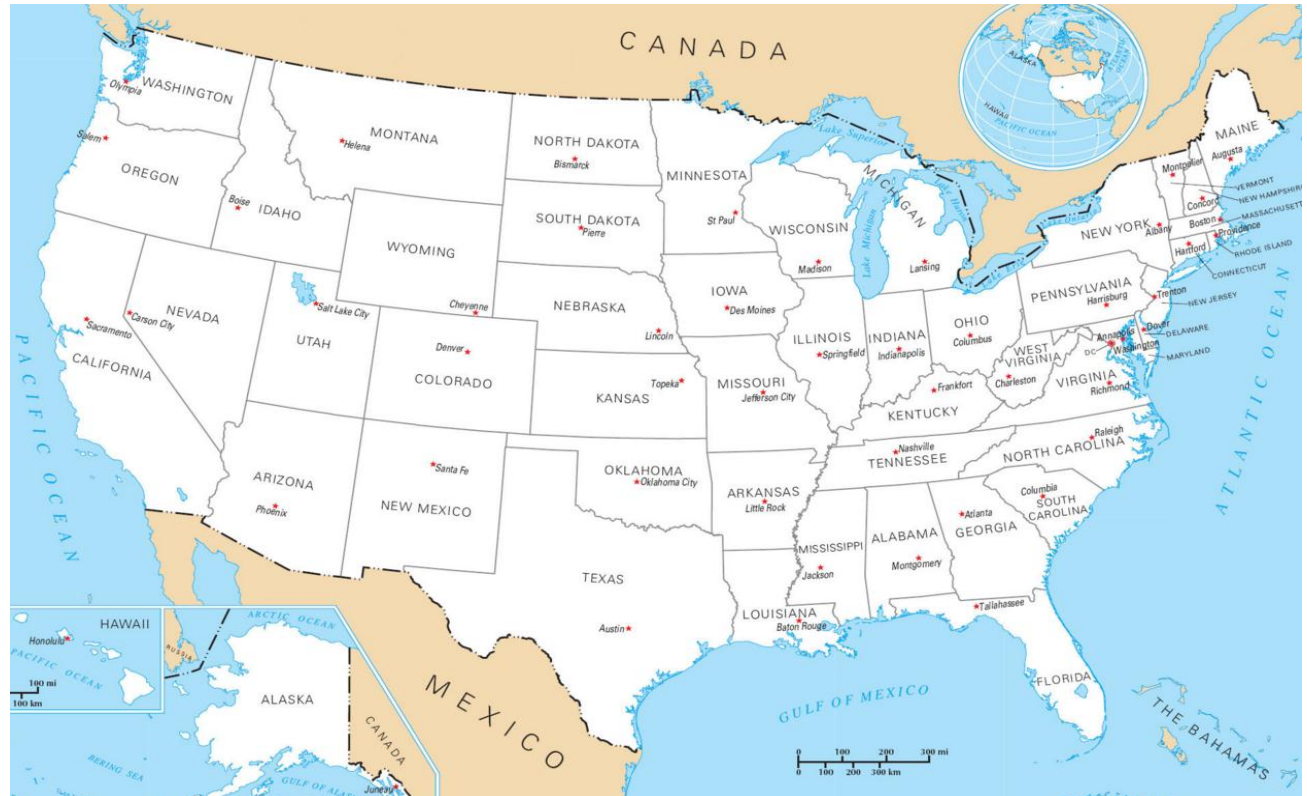 CANADA
ALASKA
ATLANTIC
OCEAN
HAWAII
PACIFIC OCEAN
WASHINGTON
Olympia
MONTANA
Helena
NORTH DAKOTA
Bismarck
MINNESOTA
St Paul
Lake Superior
MICHIGAN
Lake Huron
Lake Michigan
Lansing
MAINE
Augusta
Montpelier
VERMONT
NEW HAMPSHIRE
Concord
Salem
OREGON
Boise
IDAHO
SOUTH DAKOTA
Pierre
WISCONSIN
Madison
NEW YORK
Albany
Boston
MASSACHUSETTS
Providence
Hartford
RHODE ISLAND
CONNECTICUT
WYOMING
Cheyenne
NEBRASKA
Lincoln
IOWA
Des Moines
PENNSYLVANIA
Harrisburg
Trenton
NEW JERSEY
NEVADA
Carson City
Salt Lake City
UTAH
Sacramento
CALIFORNIA
Denver
COLORADO
Topeka
KANSAS
MISSOURI
Jefferson City
ILLINOIS
Springfield
INDIANA
Indianapolis
OHIO
Columbus
WEST
VIRGINIA
Charleston
Annapolis
Dover
DELAWARE
DC
Washington
MARYLAND
VIRGINIA
Richmond
Frankfort
KENTUCKY
PACIFIC OCEAN
ATLANTIC OCEAN
ARIZONA
Phoenix
Santa Fe
NEW MEXICO
OKLAHOMA
Oklahoma City
ARKANSAS
Little Rock
Nashville
TENNESSEE
Raleigh
NORTH CAROLINA
Columbia
SOUTH
CAROLINA
Atlanta
GEORGIA
ALABAMA
Montgomery
MISSISSIPPI
Jackson
TEXAS
Austin
LOUISIANA
Baton Rouge
Tallahassee
FLORIDA
HAWAII
Honolulu
PACIFIC OCEAN
100 mi
100 km
ARCTIC OCEAN
RUSSIA
ALASKA
CANADA
BERING SEA
Juneau
MEXICO
GULF OF MEXICO
THE BAHAMAS
0 100 200 300 mi
0 100 200 300 km